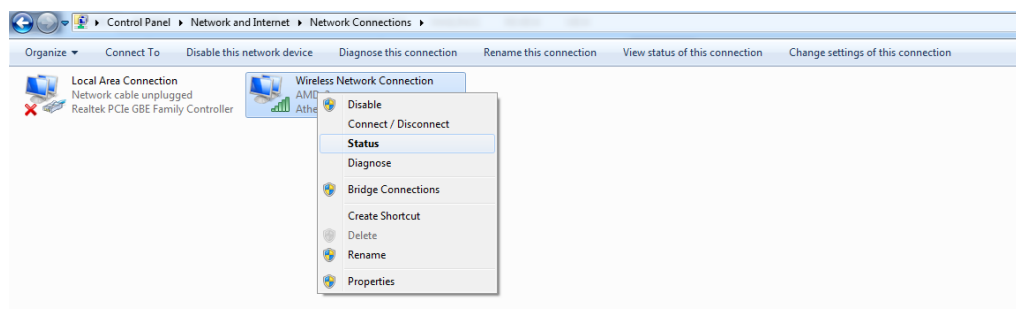 Control Panel ▸ Network and Internet ▸ Network Connections ▸
Organize ▾ Connect To Disable this network device Diagnose this connection Rename this connection View status of this connection Change settings of this connection
Local Area Connection
Network cable unplugged
Realtek PCIe GBE Family Controller
Wireless Network Connection
Disable
Connect / Disconnect
Status
Diagnose
Bridge Connections
Create Shortcut
Delete
Rename
Properties